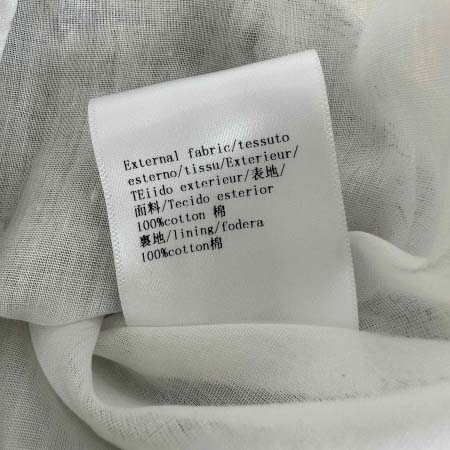 External fabric/tessuto
esterno/tissu/Exterieur/
TEiido exterieur/表地/
面料/Tecido esterior
100%cotton 棉
裏地/lining/fodera
100%cotton棉